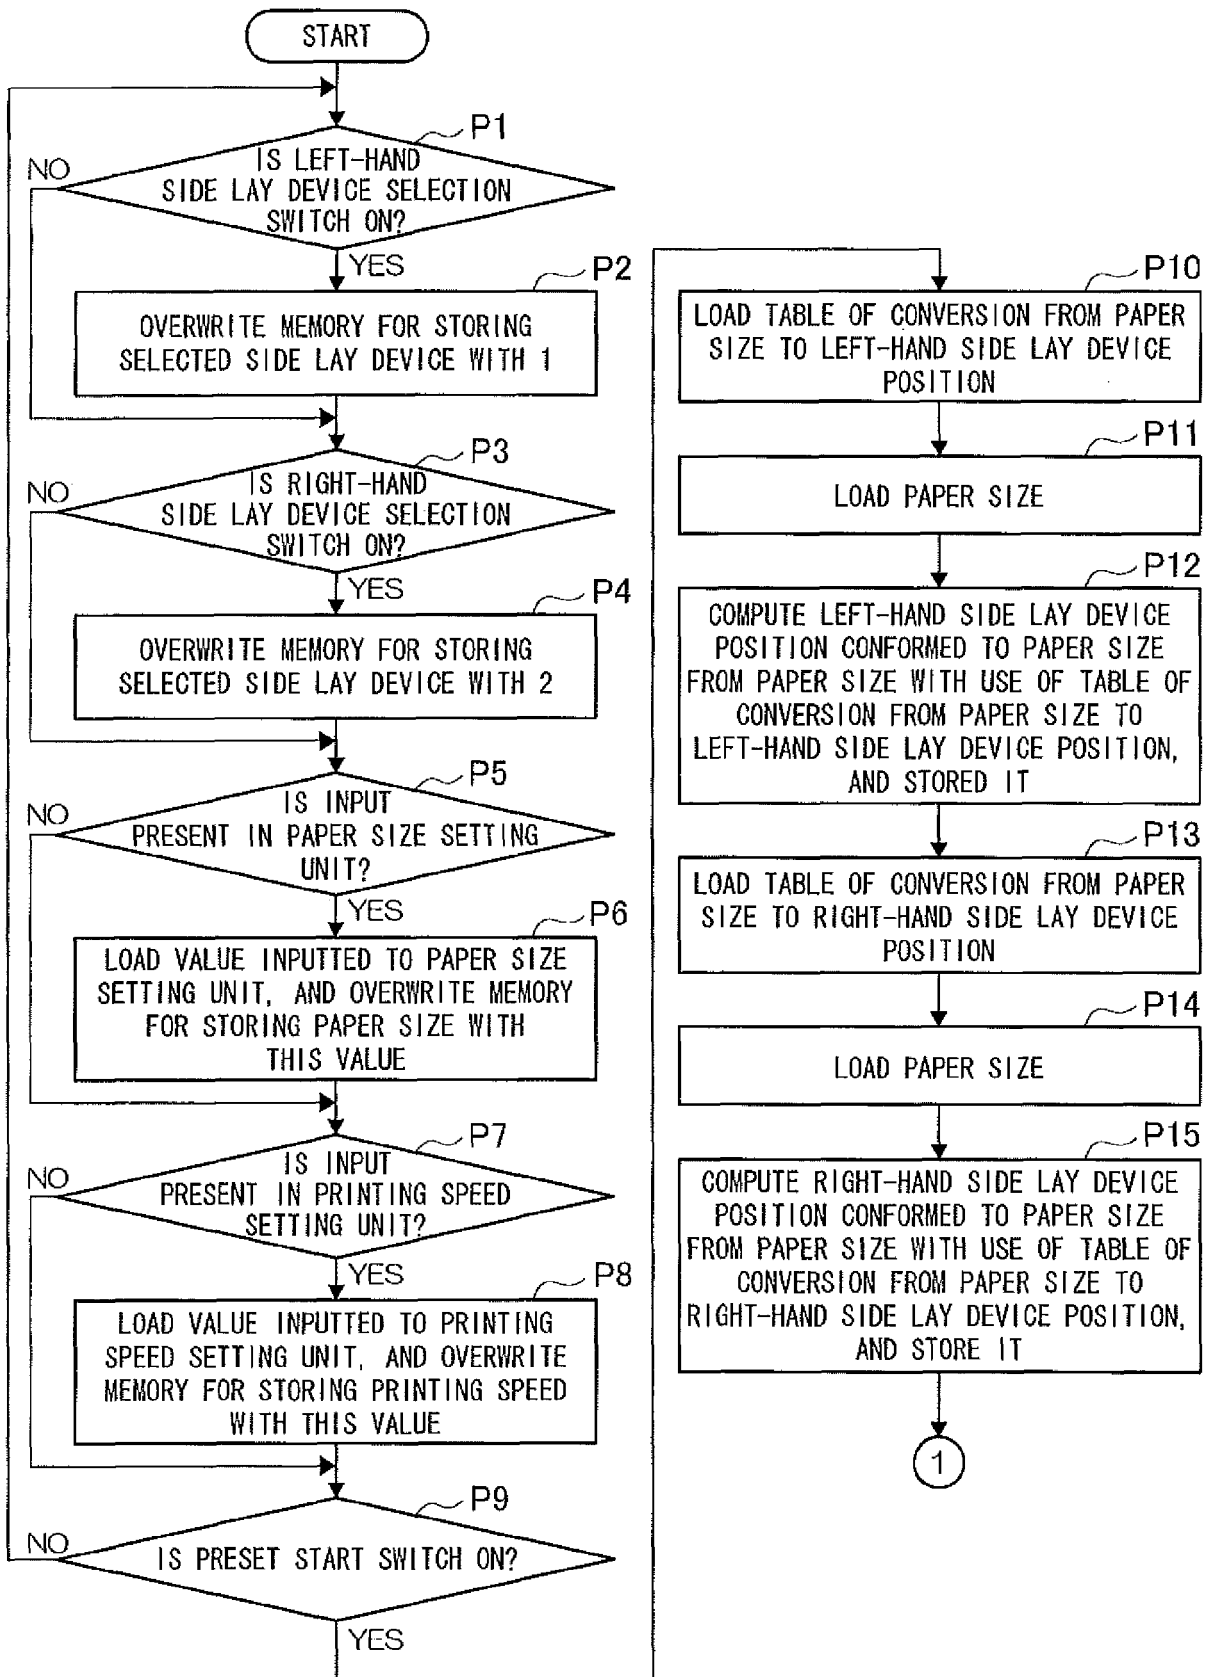 START
P1
IS LEFT-HAND
SIDE LAY DEVICE SELECTION
SWITCH ON?
NO
YES
P2
OVERWRITE MEMORY FOR STORING
SELECTED SIDE LAY DEVICE WITH 1
P3
IS RIGHT-HAND
SIDE LAY DEVICE SELECTION
SWITCH ON?
NO
YES
P4
OVERWRITE MEMORY FOR STORING
SELECTED SIDE LAY DEVICE WITH 2
P5
IS INPUT
PRESENT IN PAPER SIZE SETTING
UNIT?
NO
YES
P6
LOAD VALUE INPUTTED TO PAPER SIZE
SETTING UNIT, AND OVERWRITE MEMORY
FOR STORING PAPER SIZE WITH
THIS VALUE
P7
IS INPUT
PRESENT IN PRINTING SPEED
SETTING UNIT?
NO
YES
P8
LOAD VALUE INPUTTED TO PRINTING
SPEED SETTING UNIT, AND OVERWRITE
MEMORY FOR STORING PRINTING SPEED
WITH THIS VALUE
P9
IS PRESET START SWITCH ON?
NO
YES
P10
LOAD TABLE OF CONVERSION FROM PAPER
SIZE TO LEFT-HAND SIDE LAY DEVICE
POSITION
P11
LOAD PAPER SIZE
P12
COMPUTE LEFT-HAND SIDE LAY DEVICE
POSITION CONFORMED TO PAPER SIZE
FROM PAPER SIZE WITH USE OF TABLE OF
CONVERSION FROM PAPER SIZE TO
LEFT-HAND SIDE LAY DEVICE POSITION,
AND STORED IT
P13
LOAD TABLE OF CONVERSION FROM PAPER
SIZE TO RIGHT-HAND SIDE LAY DEVICE
POSITION
P14
LOAD PAPER SIZE
P15
COMPUTE RIGHT-HAND SIDE LAY DEVICE
POSITION CONFORMED TO PAPER SIZE
FROM PAPER SIZE WITH USE OF TABLE OF
CONVERSION FROM PAPER SIZE TO
RIGHT-HAND SIDE LAY DEVICE POSITION,
AND STORE IT
1